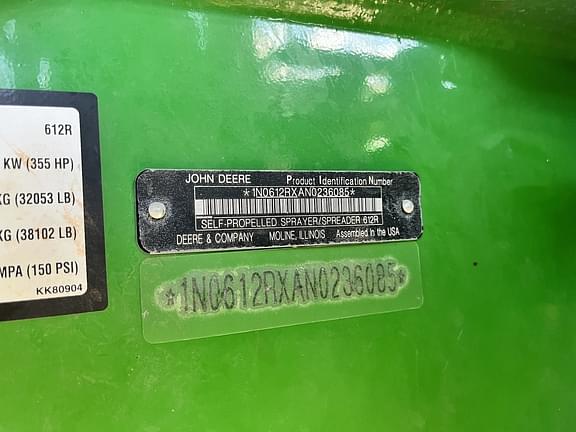 612R
KW (355 HP)
KG (32053 LB)
KG (38102 LB)
MPA (150 PSI)
KK80904
JOHN DEERE Product Identification Number
*1N0612RXAN0236085*
SELF-PROPELLED SPRAYER/SPREADER 612R
DEERE & COMPANY MOLINE, ILLINOIS Assembled in the USA
*1N0612RXAN0236085*